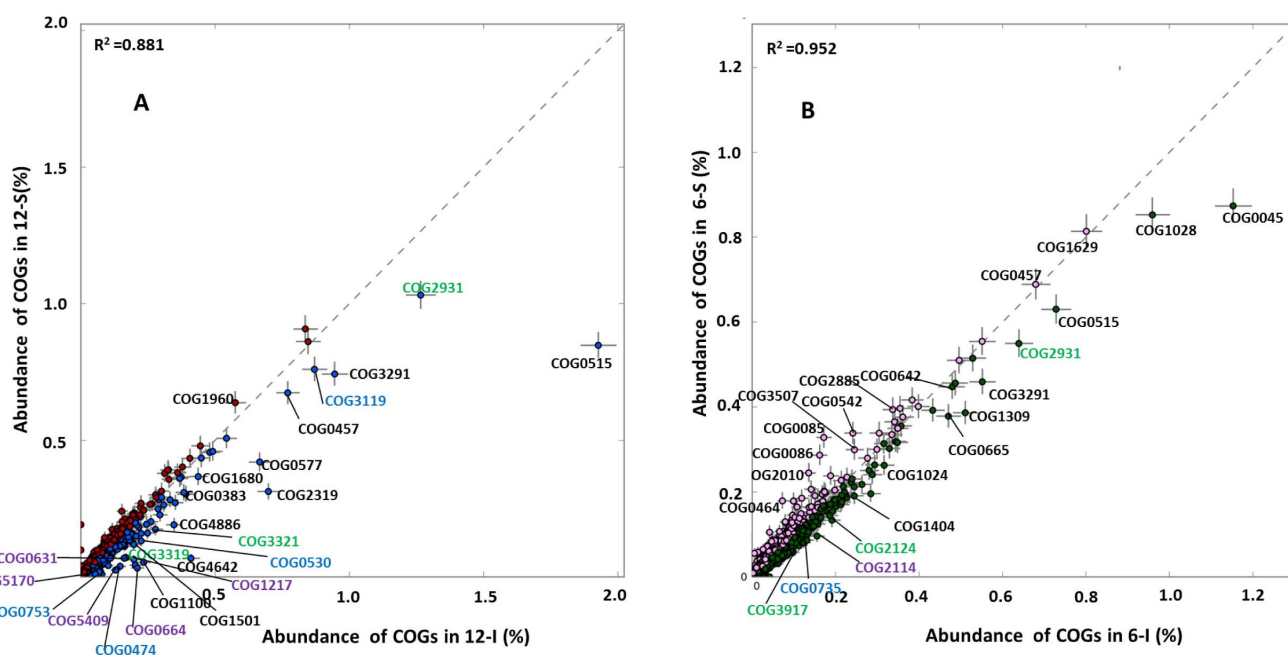 2.0
R² =0.881
A
1.5
1.0
0.5
0
COG2931
COG0515
COG3291
COG3119
COG1960
COG0457
COG0577
COG1680
COG2319
COG0383
COG4886
COG3321
COG0631
COG3319
COG0530
COG4642
G5170
COG1217
COG0753
COG1100
COG5409
COG1501
COG0664
COG0474
0.5
1.0
1.5
2.0
Abundance of COGs in 12-S(%)
Abundance of COGs in 12-I (%)
R² =0.952
B
1.2
1.0
0.8
0.6
0.4
0.2
0
COG0045
COG1028
COG1629
COG0457
COG0515
COG2931
COG0642
COG2885
COG3291
COG3507
COG0542
COG1309
COG0085
COG0665
COG0086
OG2010
COG1024
COG0464
COG1404
COG2124
COG2114
COG0735
COG3917
0.2
0.4
0.6
0.8
1.0
1.2
Abundance of COGs in 6-S (%)
Abundance of COGs in 6-I (%)